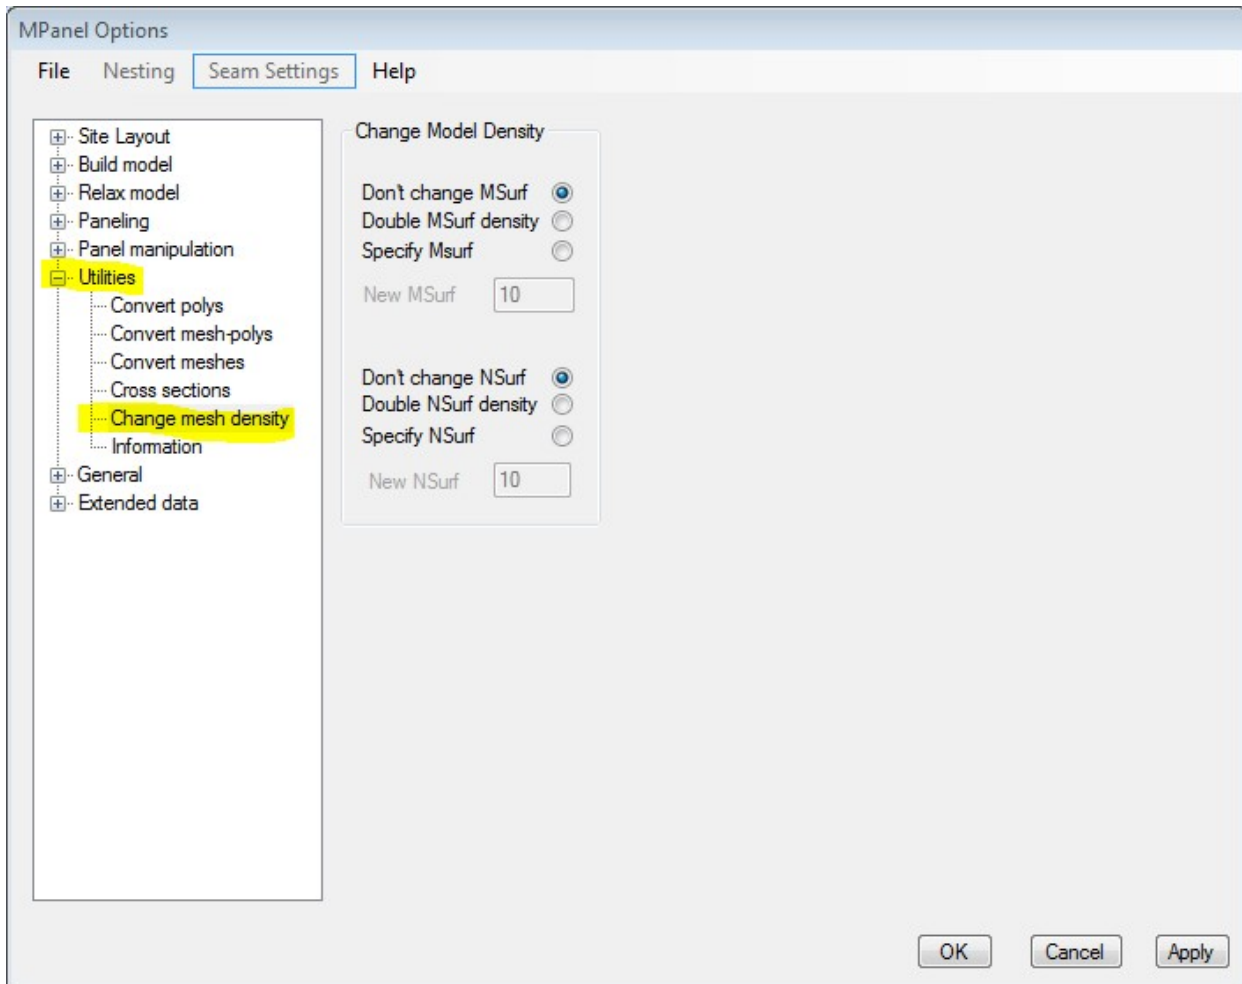 MPanel Options
File Nesting Seam Settings Help
Site Layout
Build model
Relax model
Paneling
Panel manipulation
Utilities
Convert polys
Convert mesh-polys
Convert meshes
Cross sections
Change mesh density
Information
General
Extended data
Change Model Density
Don't change MSurf
Double MSurf density
Specify Msurf
New MSurf 10
Don't change NSurf
Double NSurf density
Specify NSurf
New NSurf 10
OK Cancel Apply